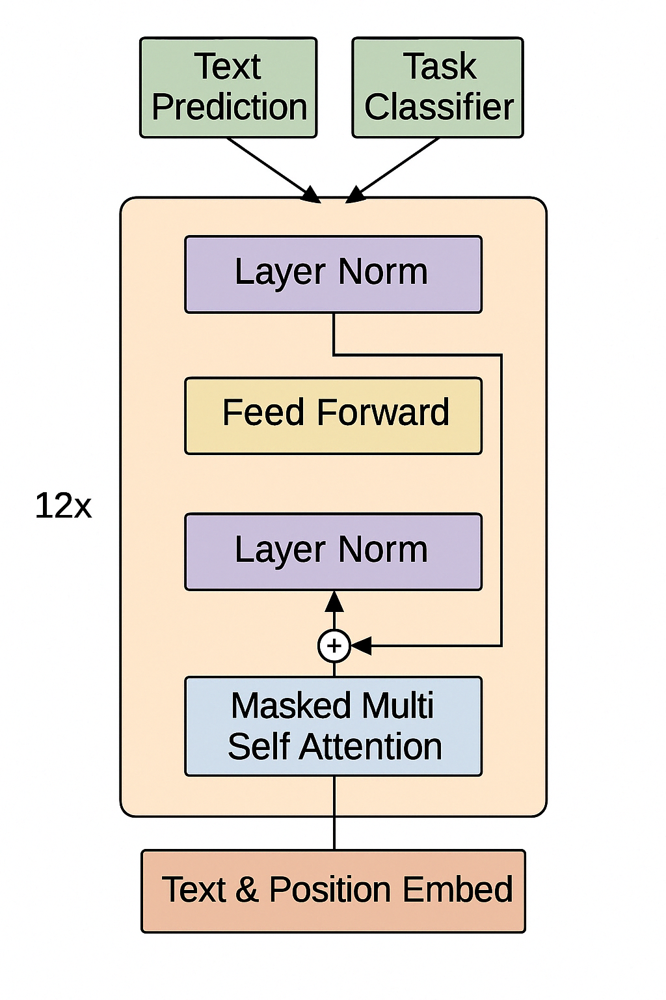 Text
Prediction
Task
Classifier
Layer Norm
Feed Forward
12x
Layer Norm
+
Masked Multi
Self Attention
Text & Position Embed